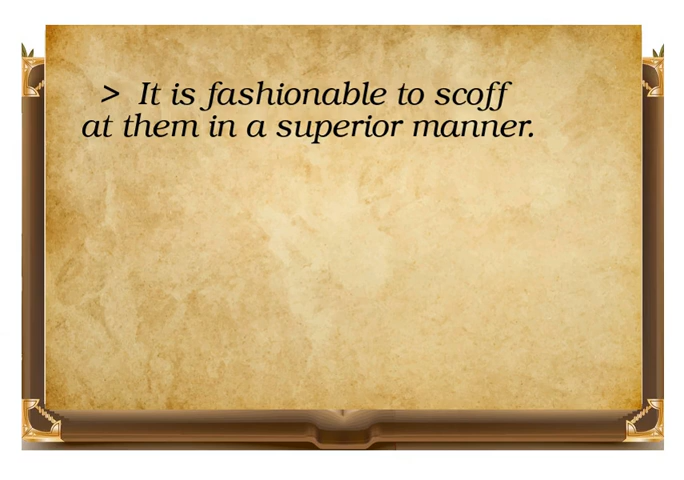 > It is fashionable to scoff
at them in a superior manner.